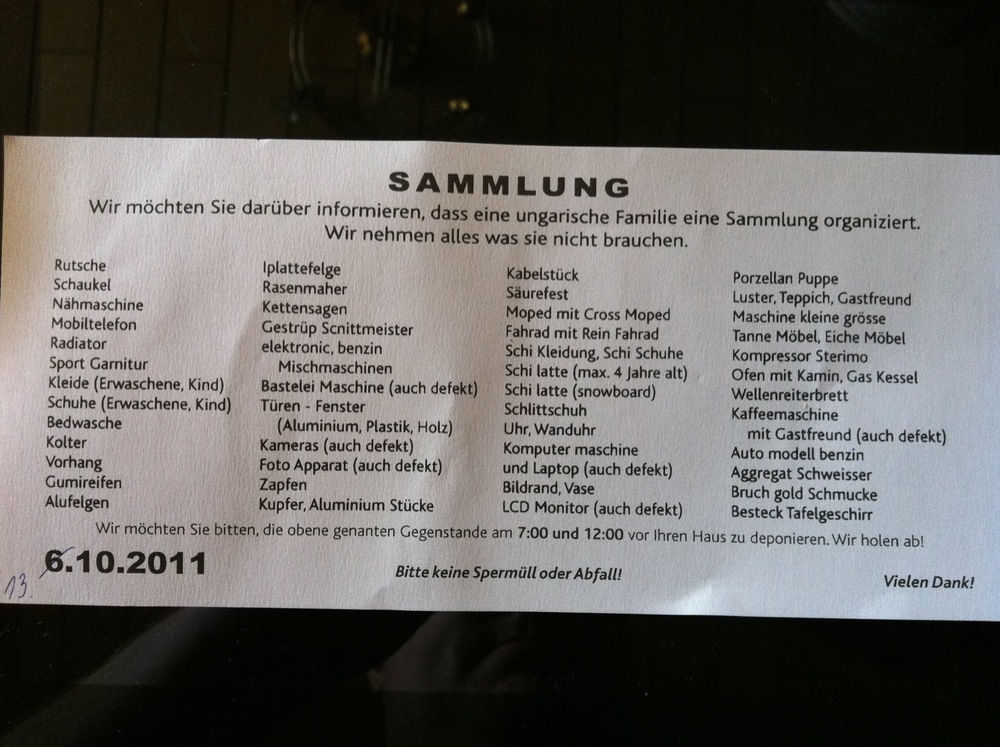 SAMMLUNG
Wir möchten Sie darüber informieren, dass eine ungarische Familie eine Sammlung organiziert.
Wir nehmen alles was sie nicht brauchen.
Rutsche
Schaukel
Nähmaschine
Mobiltelefon
Radiator
Sport Garnitur
Kleide (Erwaschene, Kind)
Schuhe (Erwaschene, Kind)
Bedwasche
Kolter
Vorhang
Gumireifen
Alufelgen
Iplattefelge
Rasenmaher
Kettensagen
Gestrüp Scnittmeister
elektronic, benzin
Mischmaschinen
Bastelei Maschine (auch defekt)
Türen - Fenster
(Aluminium, Plastik, Holz)
Kameras (auch defekt)
Foto Apparat (auch defekt)
Zapfen
Kupfer, Aluminium Stücke
Kabelstück
Säurefest
Moped mit Cross Moped
Fahrad mit Rein Fahrad
Schi Kleidung, Schi Schuhe
Schi latte (max. 4 Jahre alt)
Schi latte (snowboard)
Schlittschuh
Uhr, Wanduhr
Komputer maschine
und Laptop (auch defekt)
Bildrand, Vase
LCD Monitor (auch defekt)
Porzellan Puppe
Luster, Teppich, Gastfreund
Maschine kleine grösse
Tanne Möbel, Eiche Möbel
Kompressor Sterimo
Ofen mit Kamin, Gas Kessel
Wellenreiterbrett
Kaffeemaschine
mit Gastfreund (auch defekt)
Auto modell benzin
Aggregat Schweisser
Bruch gold Schmucke
Besteck Tafelgeschirr
Wir möchten Sie bitten, die obene genanten Gegenstande am 7:00 und 12:00 vor Ihren Haus zu deponieren. Wir holen ab!
6.10.2011
13.
Bitte keine Spermüll oder Abfall!
Vielen Dank!